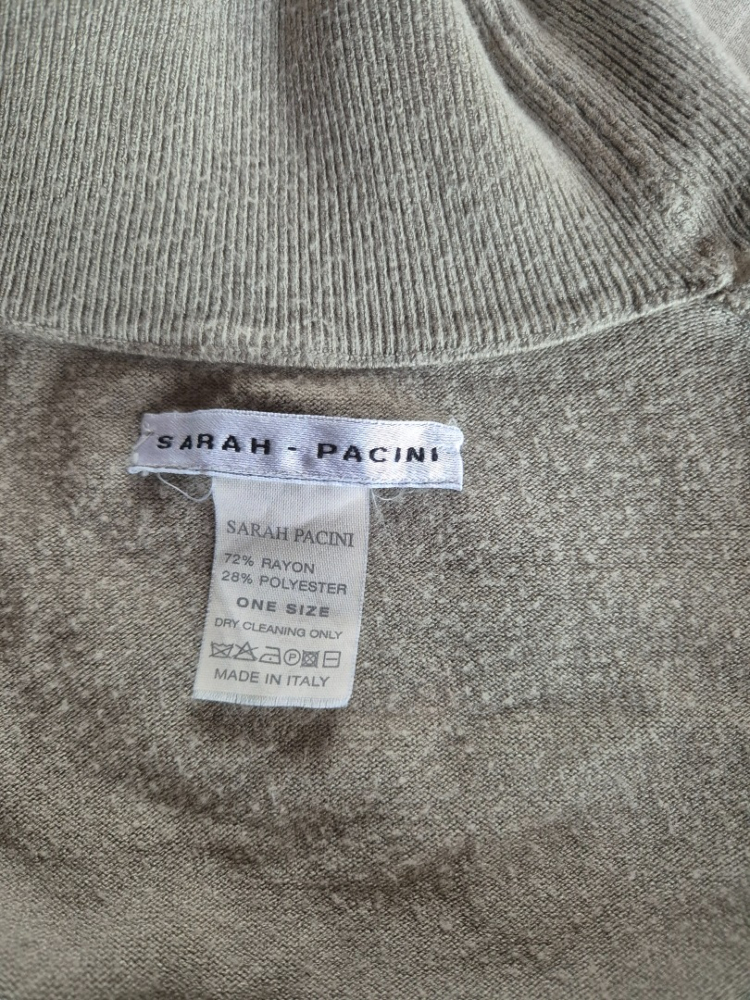 SARAH - PACINI
SARAH PACINI
72% RAYON
28% POLYESTER
ONE SIZE
DRY CLEANING ONLY
P
MADE IN ITALY